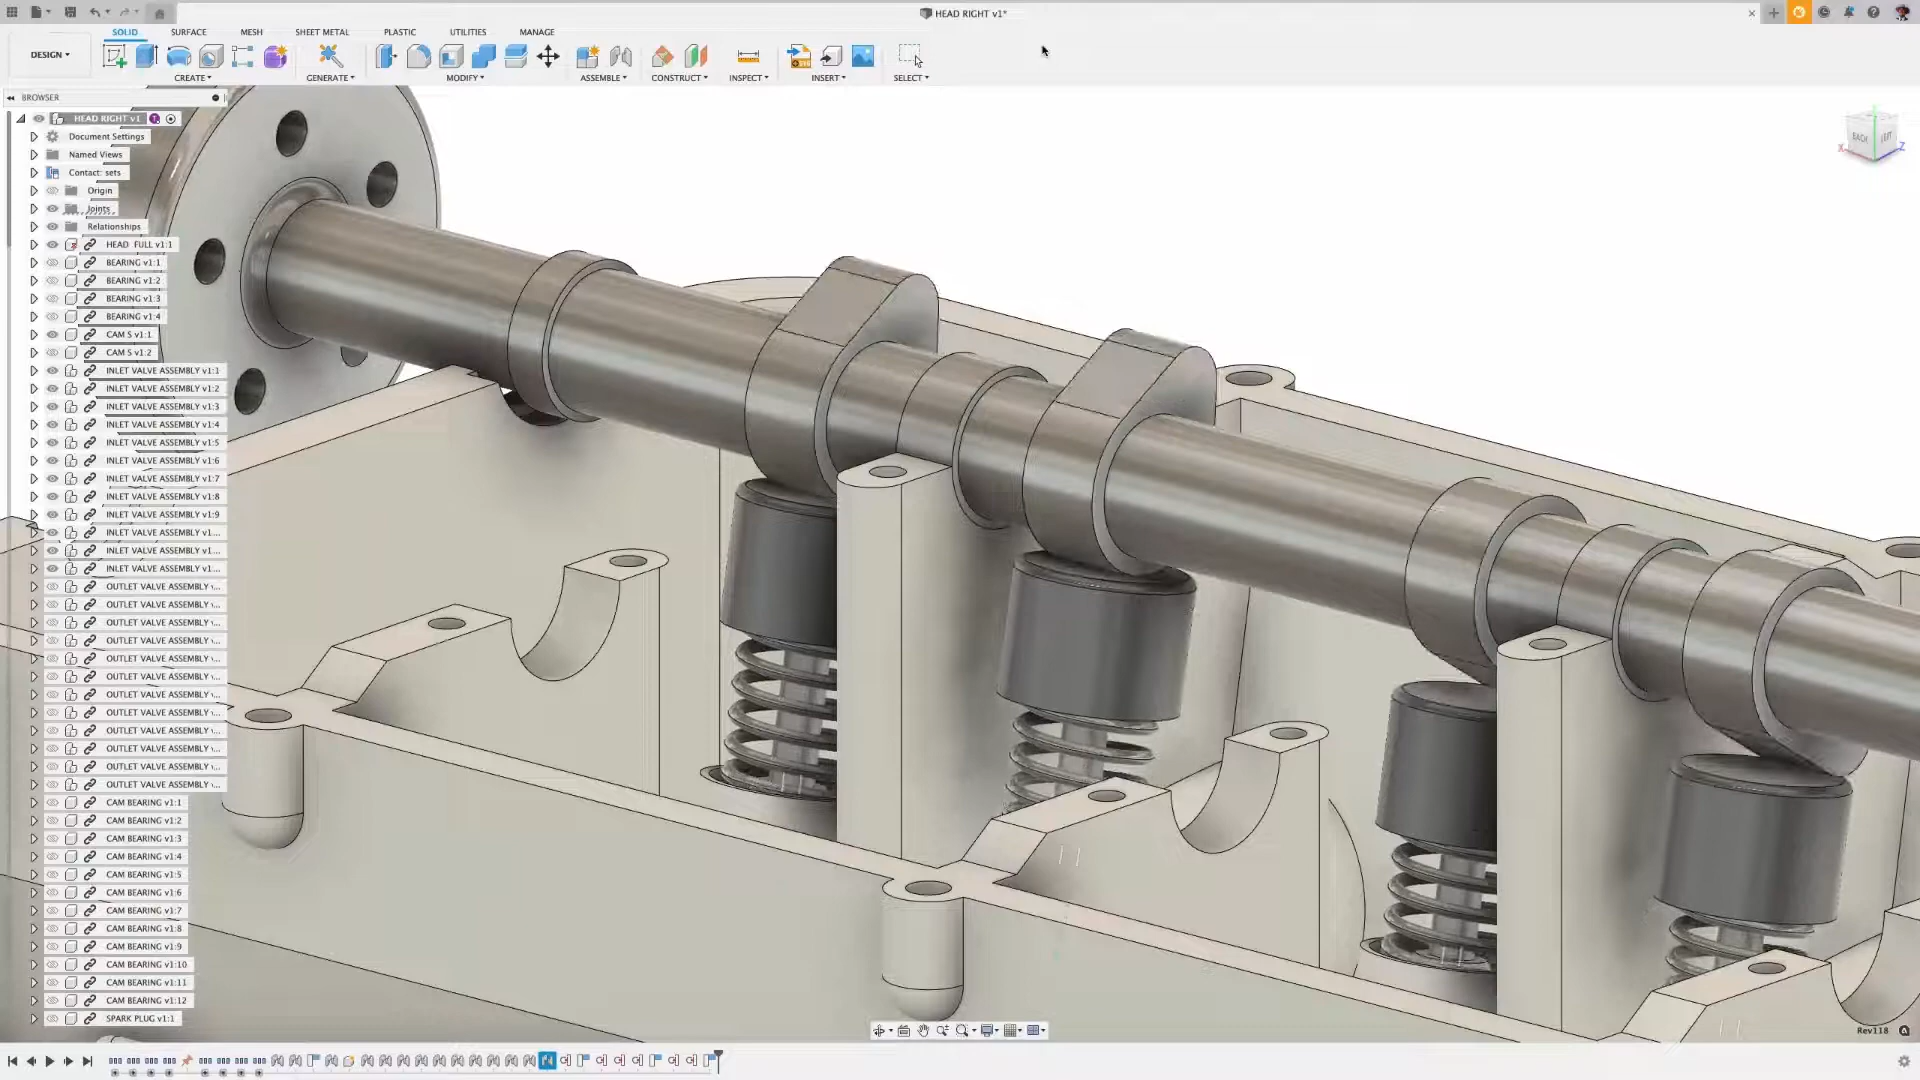 HEAD RIGHT v1*
SOLID SURFACE MESH SHEET METAL PLASTIC UTILITIES MANAGE
DESIGN
CREATE GENERATE MODIFY ASSEMBLE CONSTRUCT INSPECT INSERT SELECT
BROWSER
HEAD RIGHT v1
Document Settings
Named Views
Contact: sets
Origin
Joints
Relationships
HEAD FULL v1:1
BEARING v1:1
BEARING v1:2
BEARING v1:3
BEARING v1:4
CAM S v1:1
CAM S v1:2
INLET VALVE ASSEMBLY v1:1
INLET VALVE ASSEMBLY v1:2
INLET VALVE ASSEMBLY v1:3
INLET VALVE ASSEMBLY v1:4
INLET VALVE ASSEMBLY v1:5
INLET VALVE ASSEMBLY v1:6
INLET VALVE ASSEMBLY v1:7
INLET VALVE ASSEMBLY v1:8
INLET VALVE ASSEMBLY v1:9
INLET VALVE ASSEMBLY v1...
INLET VALVE ASSEMBLY v1...
INLET VALVE ASSEMBLY v1...
OUTLET VALVE ASSEMBLY v...
OUTLET VALVE ASSEMBLY v...
OUTLET VALVE ASSEMBLY v...
OUTLET VALVE ASSEMBLY v...
OUTLET VALVE ASSEMBLY v...
OUTLET VALVE ASSEMBLY v...
OUTLET VALVE ASSEMBLY v...
OUTLET VALVE ASSEMBLY v...
OUTLET VALVE ASSEMBLY v...
OUTLET VALVE ASSEMBLY v...
OUTLET VALVE ASSEMBLY v...
OUTLET VALVE ASSEMBLY v...
CAM BEARING v1:1
CAM BEARING v1:2
CAM BEARING v1:3
CAM BEARING v1:4
CAM BEARING v1:5
CAM BEARING v1:6
CAM BEARING v1:7
CAM BEARING v1:8
CAM BEARING v1:9
CAM BEARING v1:10
CAM BEARING v1:11
CAM BEARING v1:12
SPARK PLUG v1:1
BACK LEFT
X Z
Rev118